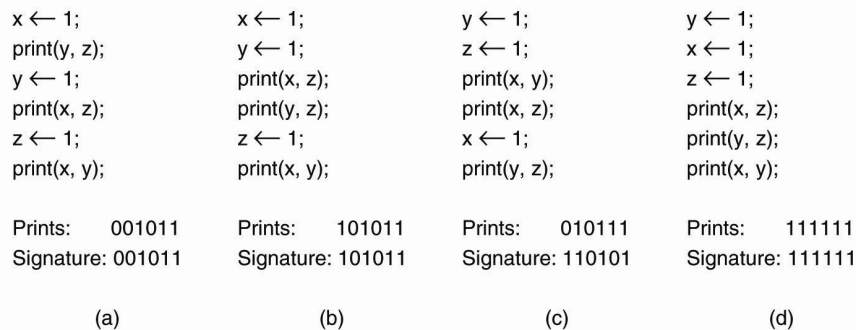 x ← 1;
print(y, z);
y ← 1;
print(x, z);
z ← 1;
print(x, y);
Prints: 001011
Signature: 001011
(a)
x ← 1;
y ← 1;
print(x, z);
print(y, z);
z ← 1;
print(x, y);
Prints: 101011
Signature: 101011
(b)
y ← 1;
z ← 1;
print(x, y);
print(x, z);
x ← 1;
print(y, z);
Prints: 010111
Signature: 110101
(c)
y ← 1;
x ← 1;
z ← 1;
print(x, z);
print(y, z);
print(x, y);
Prints: 111111
Signature: 111111
(d)